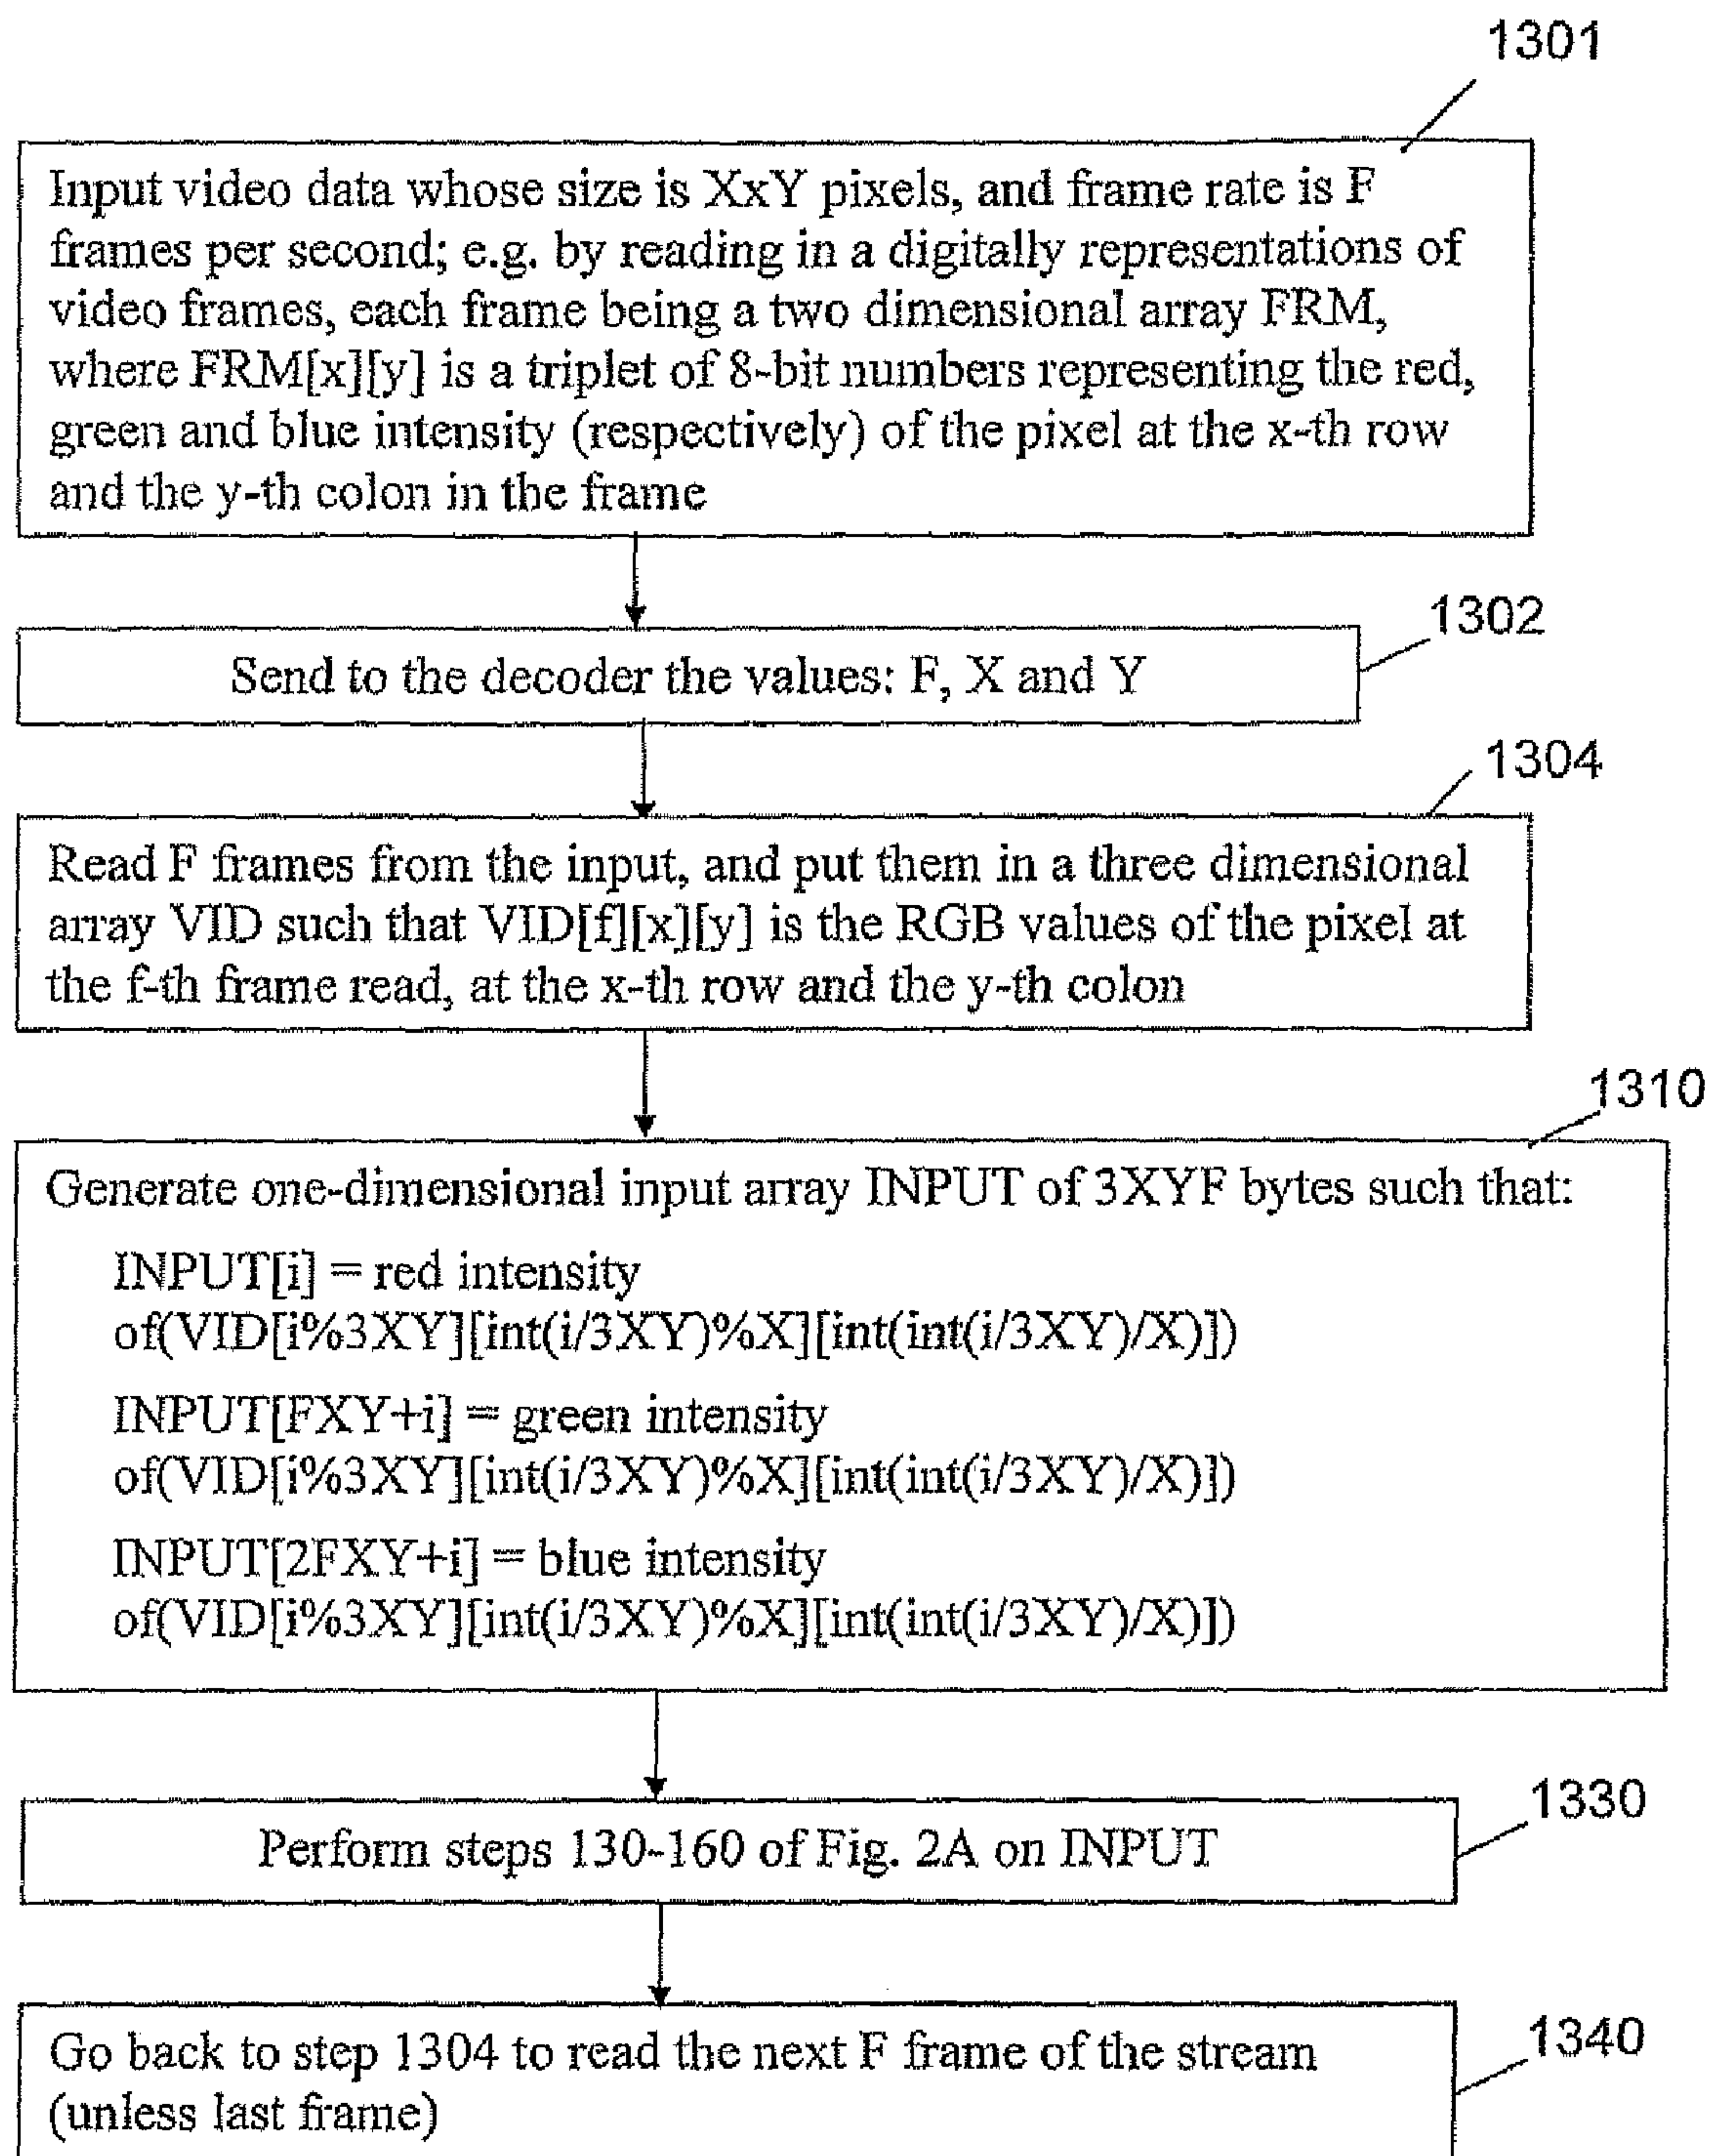 1301
Input video data whose size is XxY pixels, and frame rate is F
frames per second; e.g. by reading in a digitally representations of
video frames, each frame being a two dimensional array FRM,
where FRM[x][y] is a triplet of 8-bit numbers representing the red,
green and blue intensity (respectively) of the pixel at the x-th row
and the y-th colon in the frame
1302
Send to the decoder the values: F, X and Y
1304
Read F frames from the input, and put them in a three dimensional
array VID such that VID[f][x][y] is the RGB values of the pixel at
the f-th frame read, at the x-th row and the y-th colon
1310
Generate one-dimensional input array INPUT of 3XYF bytes such that:
INPUT[i] = red intensity
of(VID[i%3XY][int(i/3XY)%X][int(int(i/3XY)/X)])
INPUT[FXY+i] = green intensity
of(VID[i%3XY][int(i/3XY)%X][int(int(i/3XY)/X)])
INPUT[2FXY+i] = blue intensity
of(VID[i%3XY][int(i/3XY)%X][int(int(i/3XY)/X)])
1330
Perform steps 130-160 of Fig. 2A on INPUT
1340
Go back to step 1304 to read the next F frame of the stream
(unless last frame)